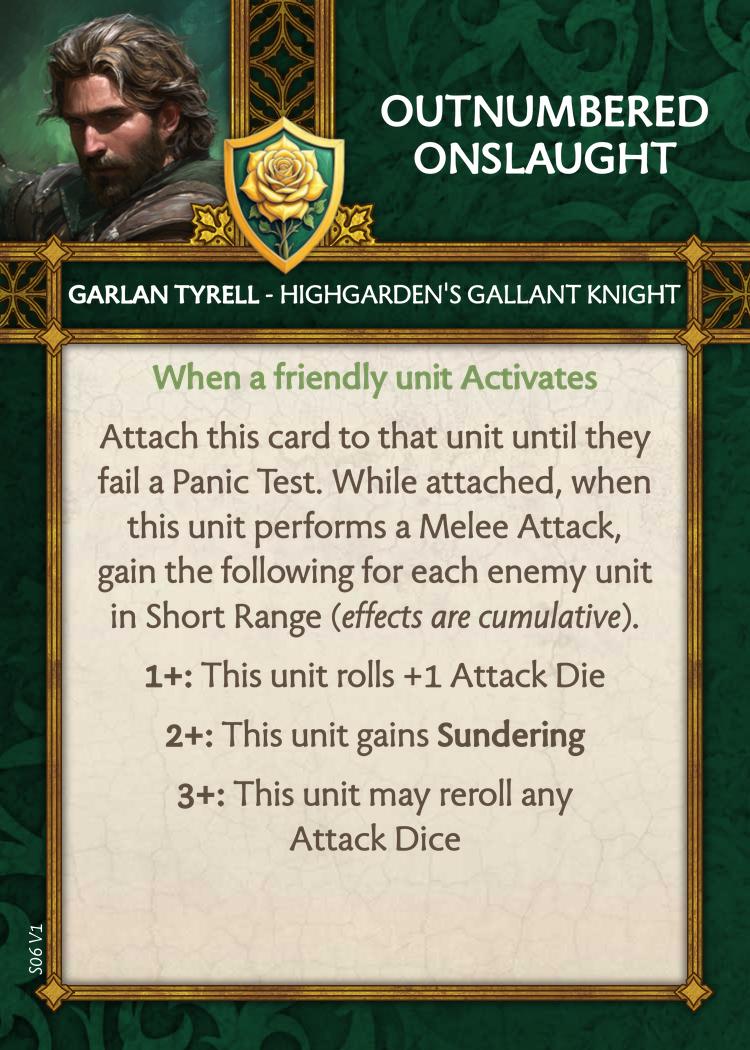 OUTNUMBERED
ONSLAUGHT
GARLAN TYRELL - HIGHGARDEN'S GALLANT KNIGHT
When a friendly unit Activates
Attach this card to that unit until they
fail a Panic Test. While attached, when
this unit performs a Melee Attack,
gain the following for each enemy unit
in Short Range (effects are cumulative).
1+: This unit rolls +1 Attack Die
2+: This unit gains Sundering
3+: This unit may reroll any
Attack Dice
S06 V1